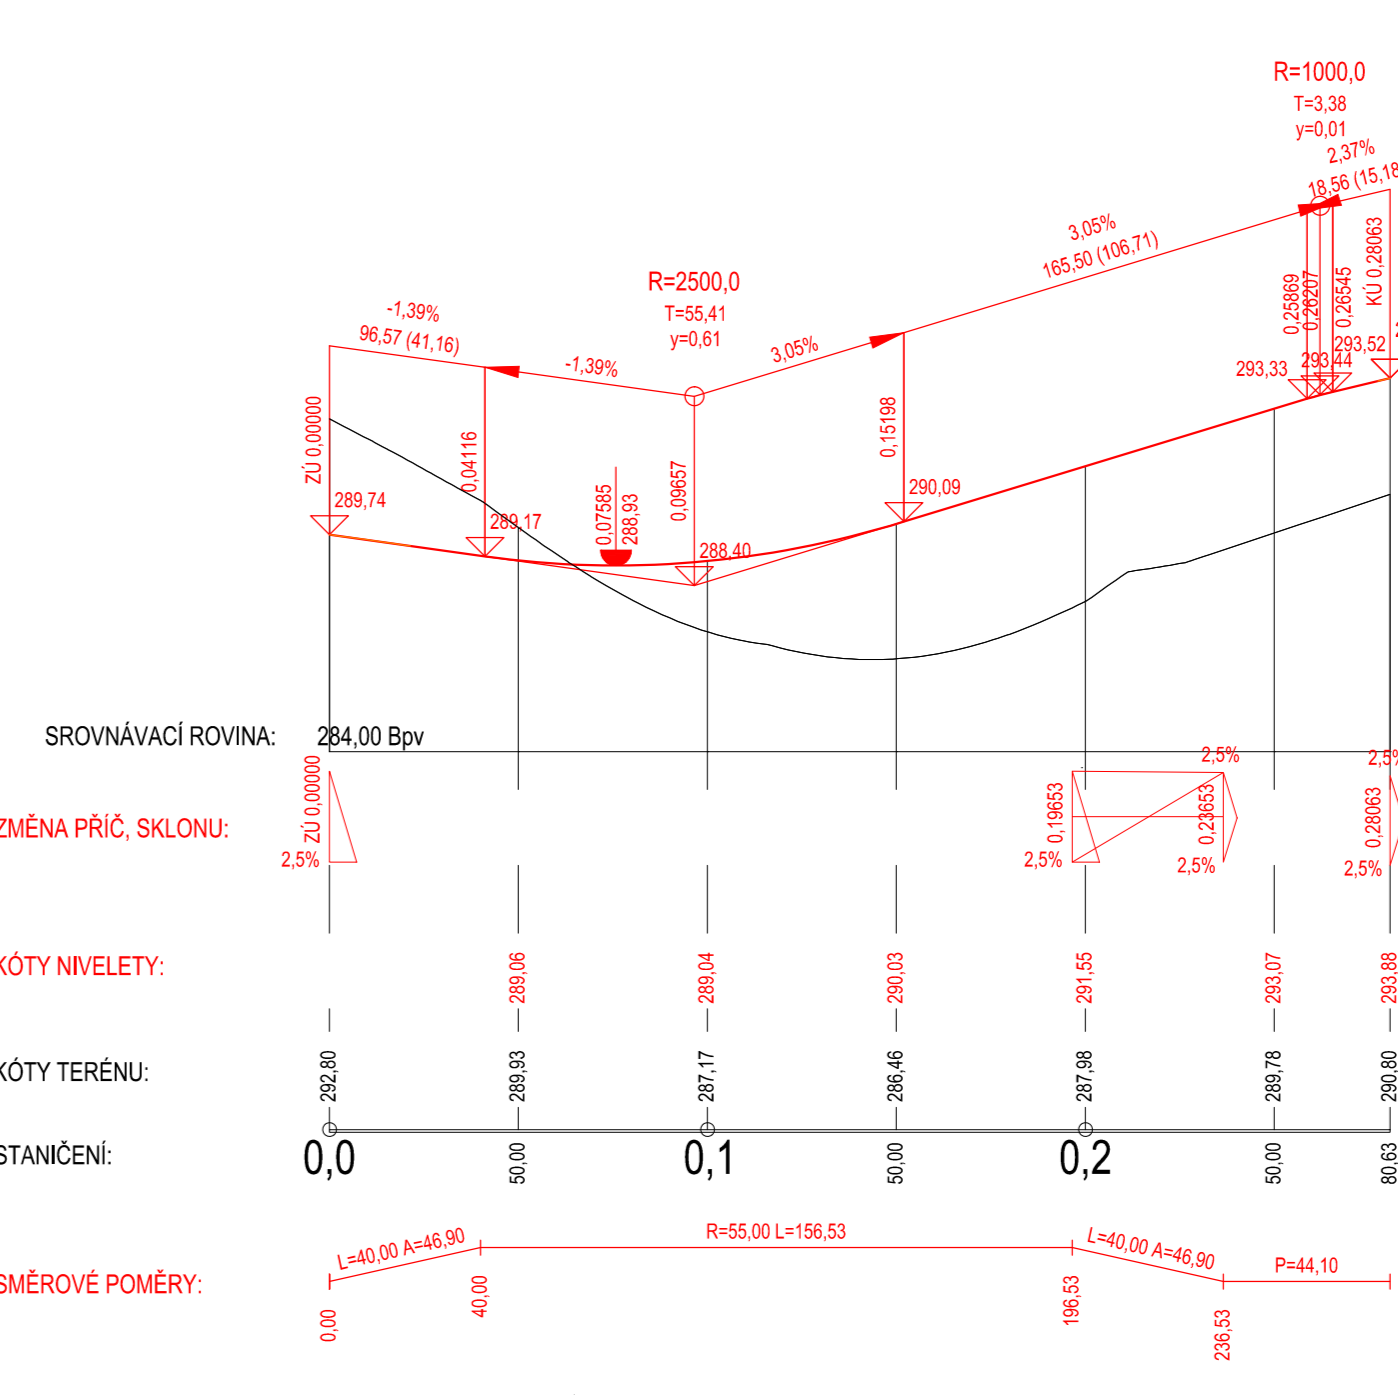 R=1000,0
T=3,38
y=0,01
2,37%
18,56 (15,18
3,05%
165,50 (106,71)
R=2500,0
T=55,41
y=0,61
-1,39%
96,57 (41,16)
-1,39%
3,05%
ZÚ 0,00000
289,74
0,04116
289,17
0,07585
288,93
0,09657
288,40
0,15198
290,09
0,25869
293,33
0,26207
293,44
0,26545
293,52
KÚ 0,28063
SROVNÁVACÍ ROVINA: 284,00 Bpv
ZMĚNA PŘÍČ, SKLONU:
ZÚ 0,00000
2,5%
0,19653
2,5%
2,5%
0,23653
2,5%
2,5%
0,28063
2,5%
KÓTY NIVELETY:
289,06
289,04
290,03
291,55
293,07
293,88
KÓTY TERÉNU:
292,80
289,93
287,17
286,46
287,98
289,78
290,80
STANIČENÍ:
0,0
50,00
0,1
50,00
0,2
50,00
80,63
SMĚROVÉ POMĚRY:
L=40,00 A=46,90
R=55,00 L=156,53
L=40,00 A=46,90
P=44,10
0,00
40,00
196,53
236,53